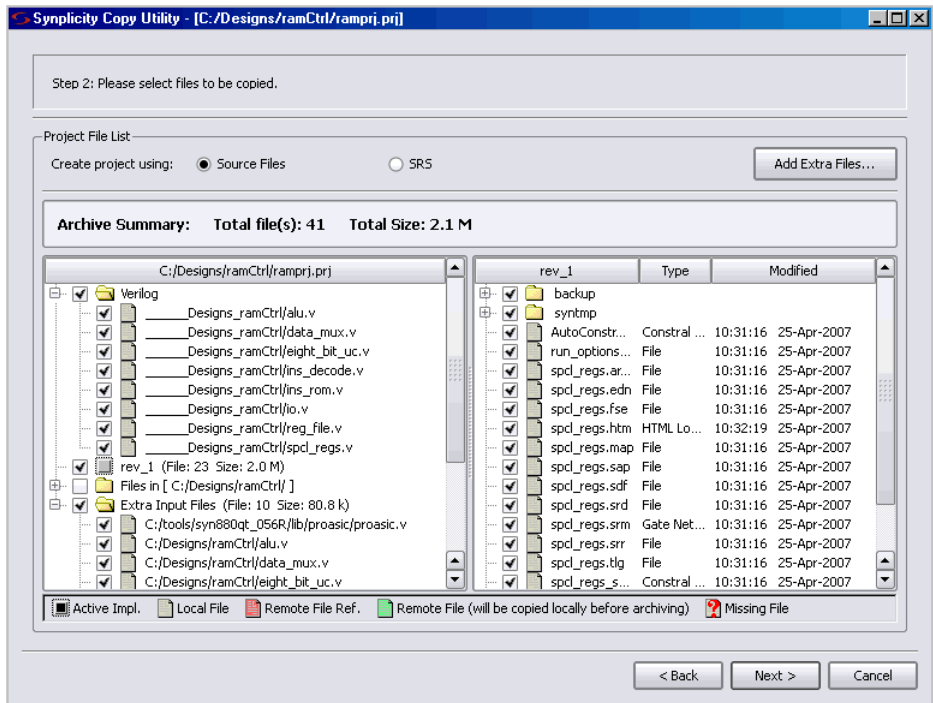 Synplicity Copy Utility - [C:/Designs/ramCtrl/ramprj.prj]
Step 2: Please select files to be copied.
Project File List
Create project using: Source Files SRS Add Extra Files...
Archive Summary: Total file(s): 41 Total Size: 2.1 M
C:/Designs/ramCtrl/ramprj.prj
Verilog
______Designs_ramCtrl/alu.v
______Designs_ramCtrl/data_mux.v
______Designs_ramCtrl/eight_bit_uc.v
______Designs_ramCtrl/ins_decode.v
______Designs_ramCtrl/ins_rom.v
______Designs_ramCtrl/io.v
______Designs_ramCtrl/reg_file.v
______Designs_ramCtrl/spcl_regs.v
rev_1 (File: 23 Size: 2.0 M)
Files in [ C:/Designs/ramCtrl/ ]
Extra Input Files (File: 10 Size: 80.8 k)
C:/tools/syn880qt_056R/lib/proasic/proasic.v
C:/Designs/ramCtrl/alu.v
C:/Designs/ramCtrl/data_mux.v
C:/Designs/ramCtrl/eight_bit_uc.v
rev_1 Type Modified
backup
syntmp
AutoConstr... Constral ... 10:31:16 25-Apr-2007
run_options... File 10:31:16 25-Apr-2007
spcl_regs.ar... File 10:31:16 25-Apr-2007
spcl_regs.edn File 10:31:16 25-Apr-2007
spcl_regs.fse File 10:31:16 25-Apr-2007
spcl_regs.htm HTML Lo... 10:32:19 25-Apr-2007
spcl_regs.map File 10:31:16 25-Apr-2007
spcl_regs.sap File 10:31:16 25-Apr-2007
spcl_regs.sdf File 10:31:16 25-Apr-2007
spcl_regs.srd File 10:31:16 25-Apr-2007
spcl_regs.srm Gate Net... 10:31:16 25-Apr-2007
spcl_regs.srr File 10:31:16 25-Apr-2007
spcl_regs.tlg File 10:31:16 25-Apr-2007
spcl_regs_s... Constral ... 10:31:16 25-Apr-2007
Active Impl. Local File Remote File Ref. Remote File (will be copied locally before archiving) Missing File
< Back Next > Cancel